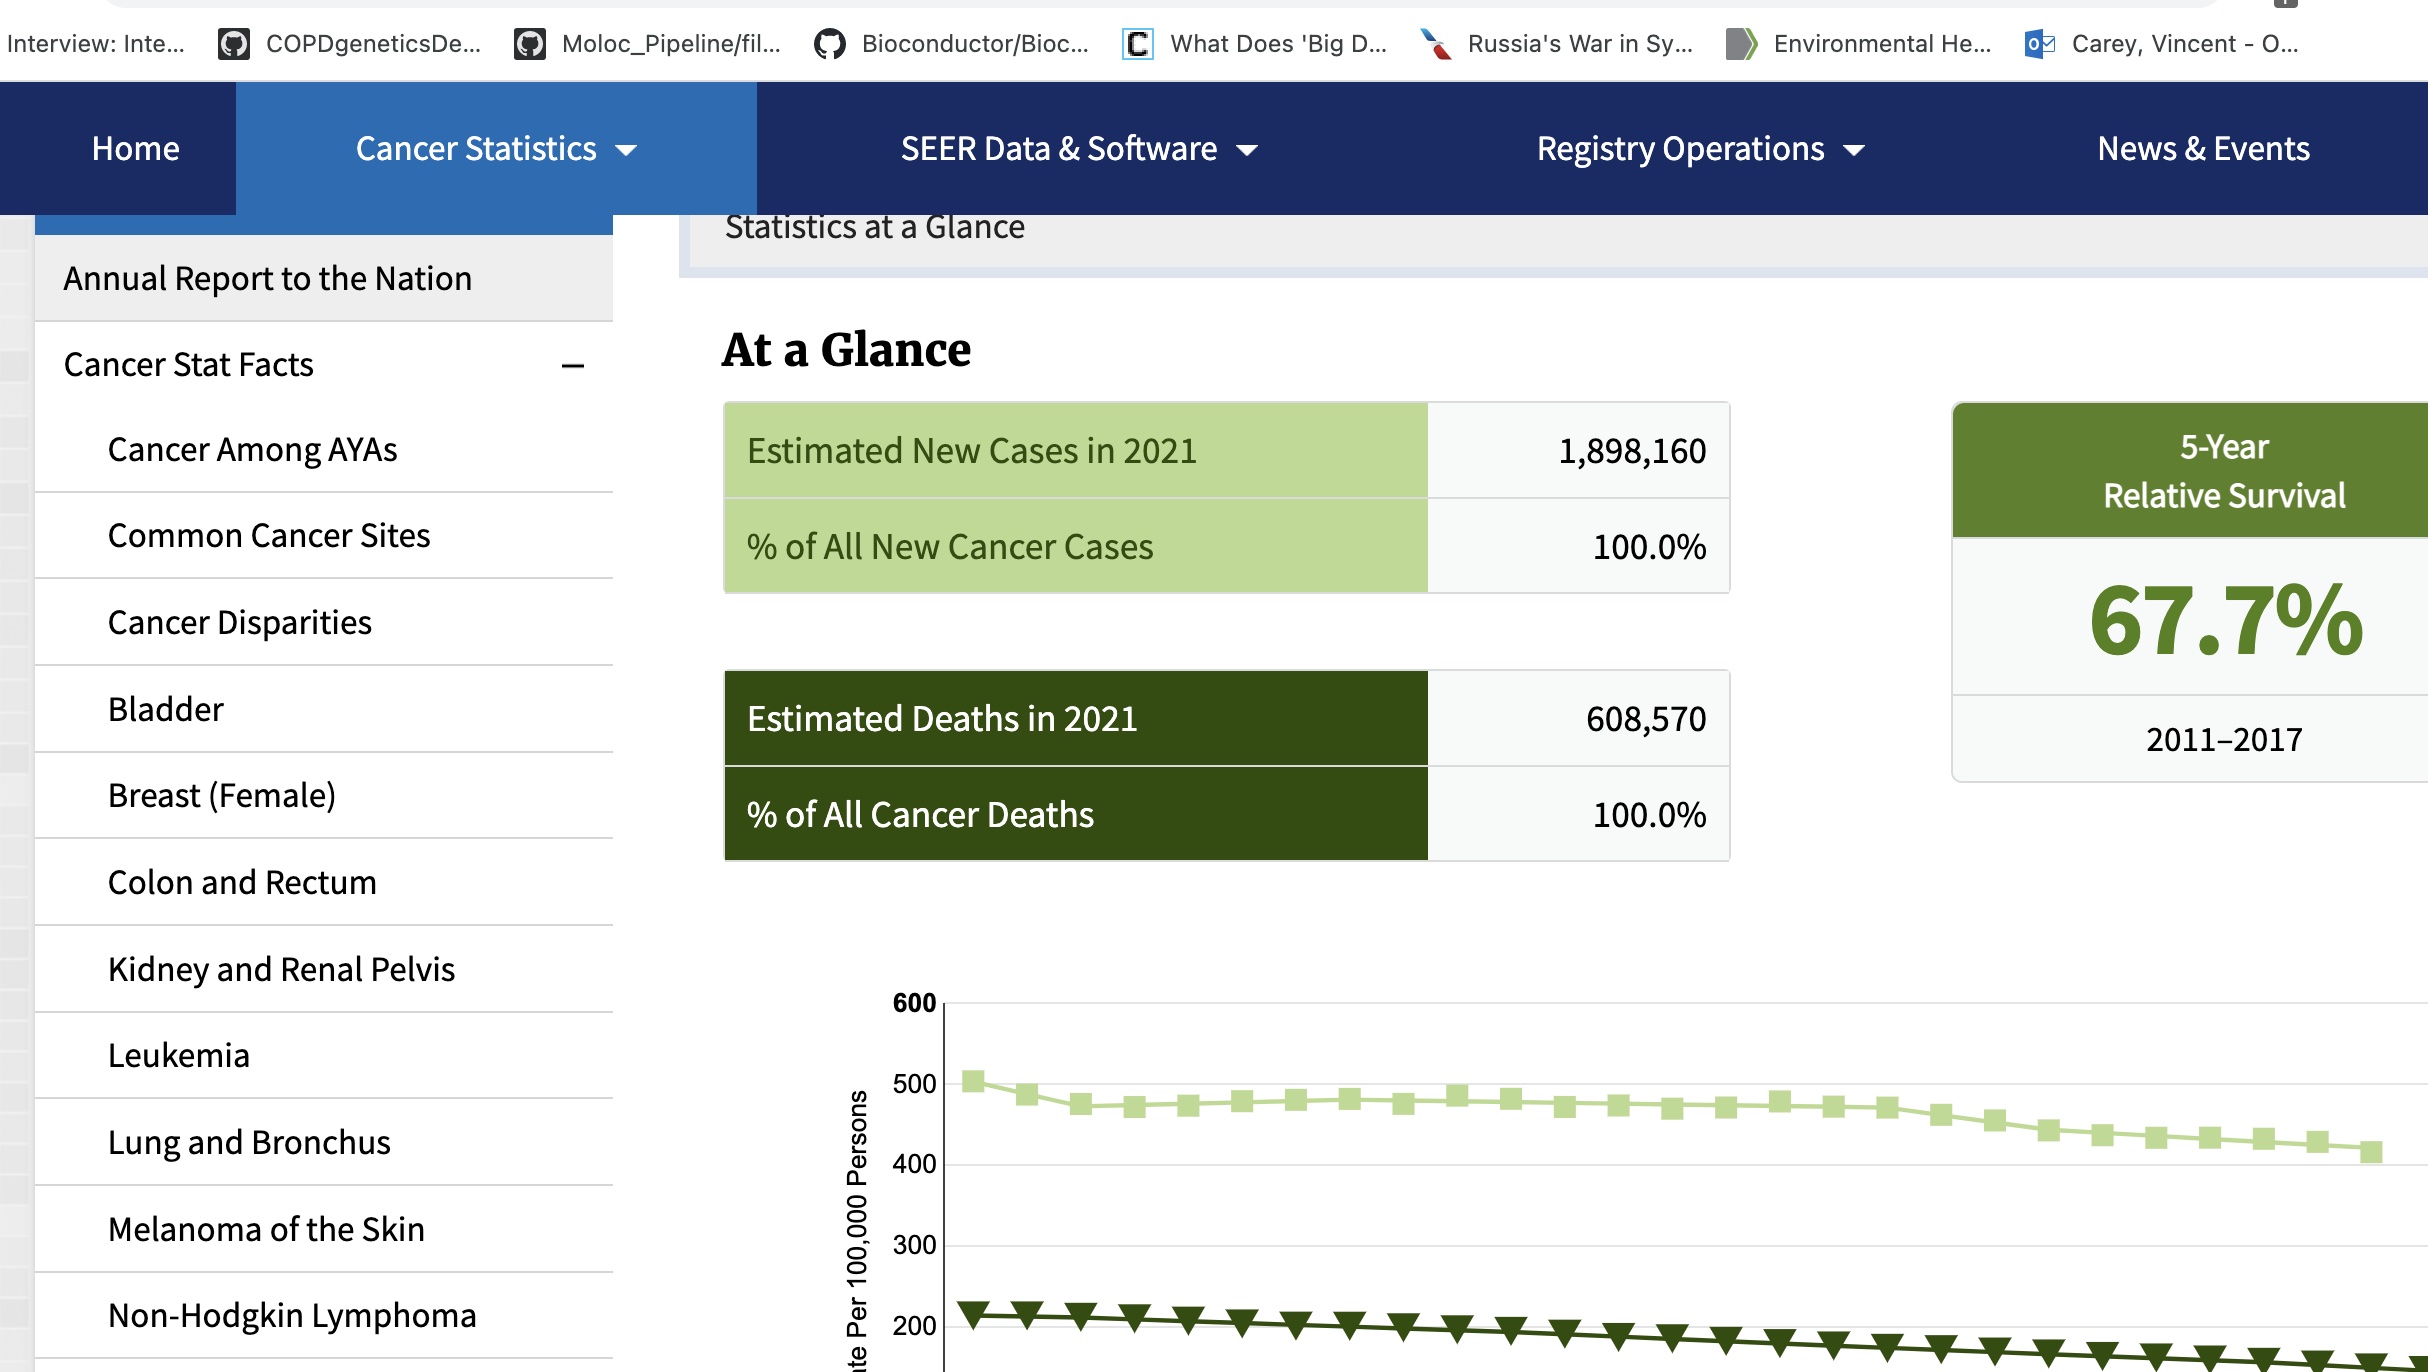 Interview: Inte... COPDgeneticsDe... Moloc_Pipeline/fil... Bioconductor/Bioc... What Does 'Big D... Russia's War in Sy... Environmental He... Carey, Vincent - O...
Home Cancer Statistics SEER Data & Software Registry Operations News & Events
Statistics at a Glance
Annual Report to the Nation
Cancer Stat Facts
Cancer Among AYAs
Common Cancer Sites
Cancer Disparities
Bladder
Breast (Female)
Colon and Rectum
Kidney and Renal Pelvis
Leukemia
Lung and Bronchus
Melanoma of the Skin
Non-Hodgkin Lymphoma
At a Glance
Estimated New Cases in 2021 1,898,160
% of All New Cancer Cases 100.0%
Estimated Deaths in 2021 608,570
% of All Cancer Deaths 100.0%
5-Year
Relative Survival
67.7%
2011–2017
600
500
400
300
200
te Per 100,000 Persons